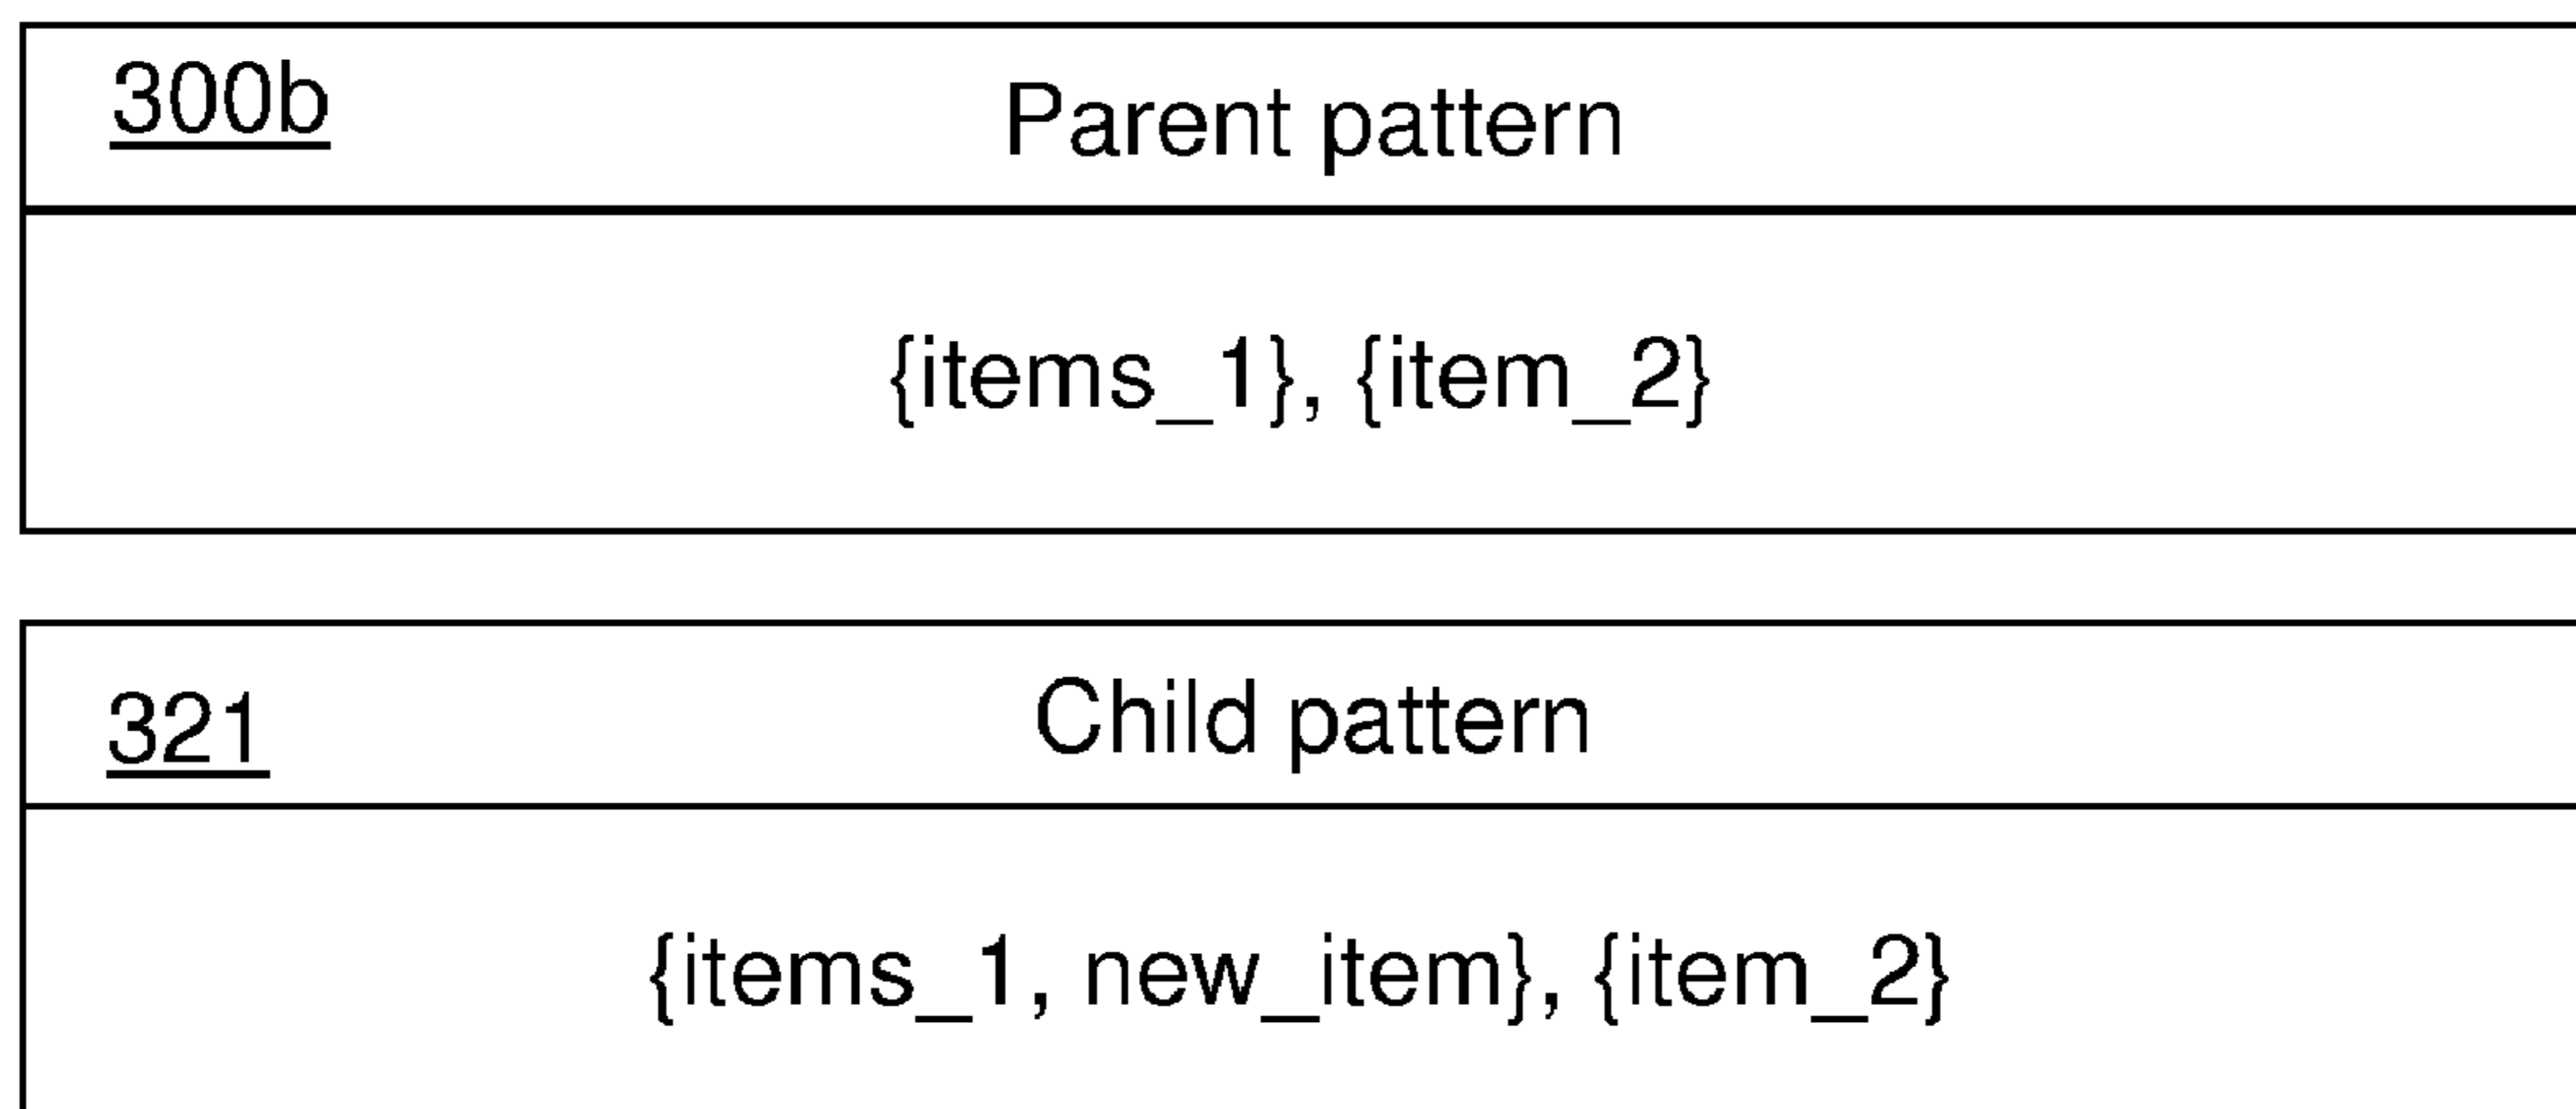 300b
Parent pattern
{items_1}, {item_2}
321
Child pattern
{items_1, new_item}, {item_2}